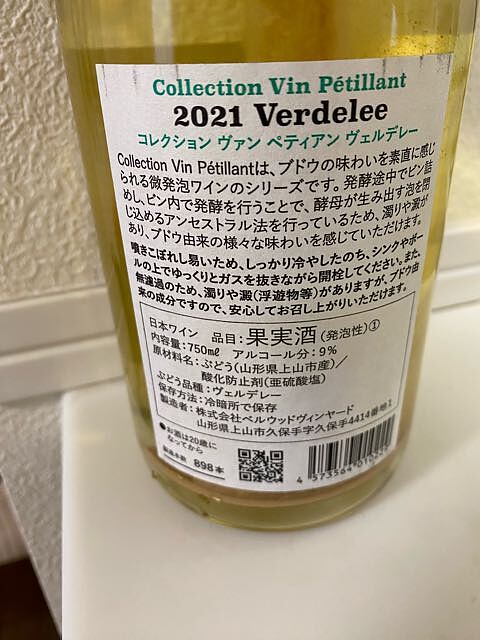 Collection Vin Pétillant
2021 Verdelee
コレクション ヴァン ペティアン ヴェルデレー
Collection Vin Pétillantは、ブドウの味わいを素直に感じ
られる微発泡ワインのシリーズです。発酵途中でビン詰
めし、ビン内で発酵を行うことで、酵母が生み出す泡を閉
じ込めるアンセストラル法を行っているため、濁りや澱が
あり、ブドウ由来の様々な味わいを感じていただけます。
噴きこぼれし易いため、しっかり冷やしたのち、シンクやボー
ルの上でゆっくりとガスを抜きながら開栓してください。また、
無濾過のため、濁りや澱(浮遊物等)がありますが、ブドウ由
来の成分ですので、安心してお召し上がりいただけます。
日本ワイン 品目:果実酒(発泡性)①
内容量:750㎖ アルコール分:9%
原材料名:ぶどう(山形県上山市産)/
酸化防止剤(亜硫酸塩)
ぶどう品種:ヴェルデレー
保存方法:冷暗所で保存
製造者:株式会社ベルウッドヴィンヤード
山形県上山市久保手字久保手4414番地1
●お酒は20歳に
なってから
製造本数 898本